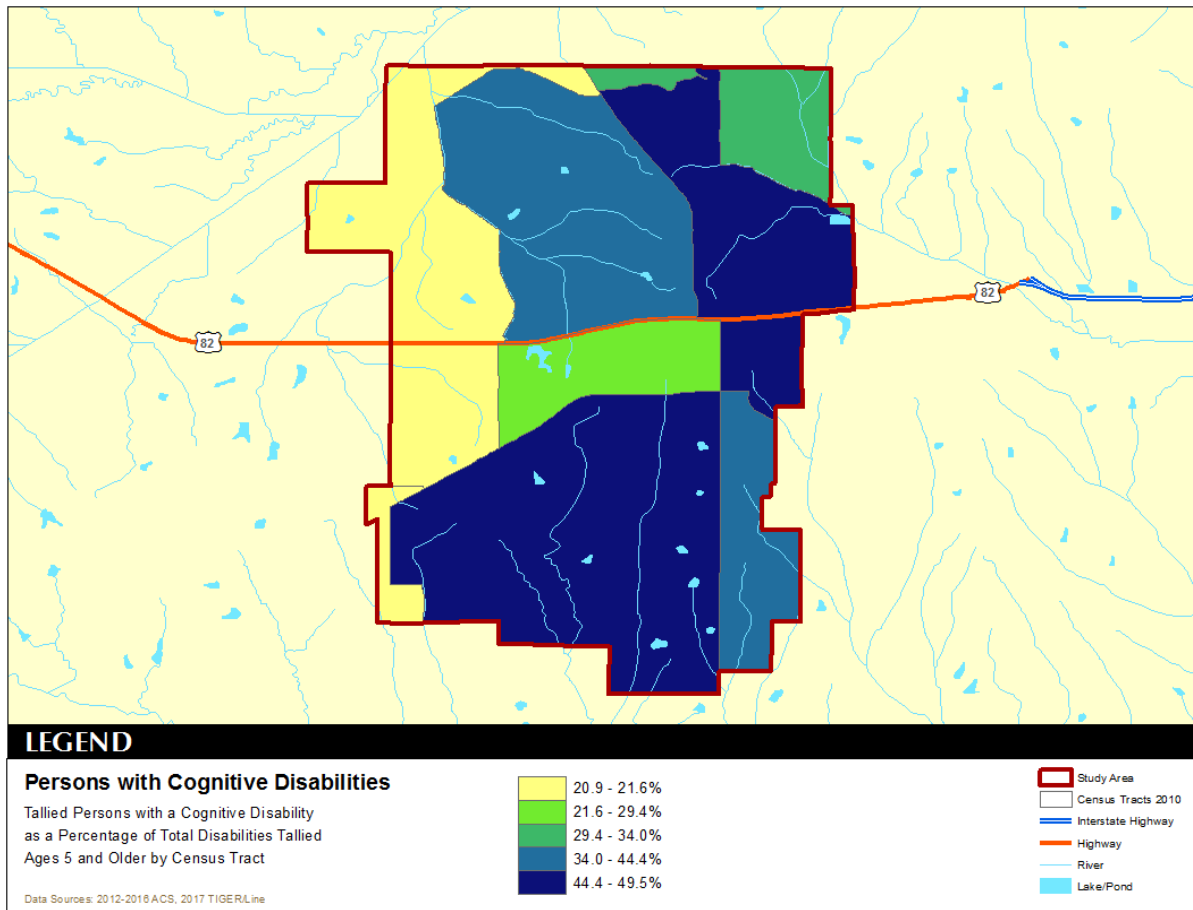 82
82
LEGEND
Persons with Cognitive Disabilities
Tallied Persons with a Cognitive Disability
as a Percentage of Total Disabilities Tallied
Ages 5 and Older by Census Tract
Data Sources: 2012-2016 ACS, 2017 TIGER/Line
20.9 - 21.6%
21.6 - 29.4%
29.4 - 34.0%
34.0 - 44.4%
44.4 - 49.5%
Study Area
Census Tracts 2010
Interstate Highway
Highway
River
Lake/Pond